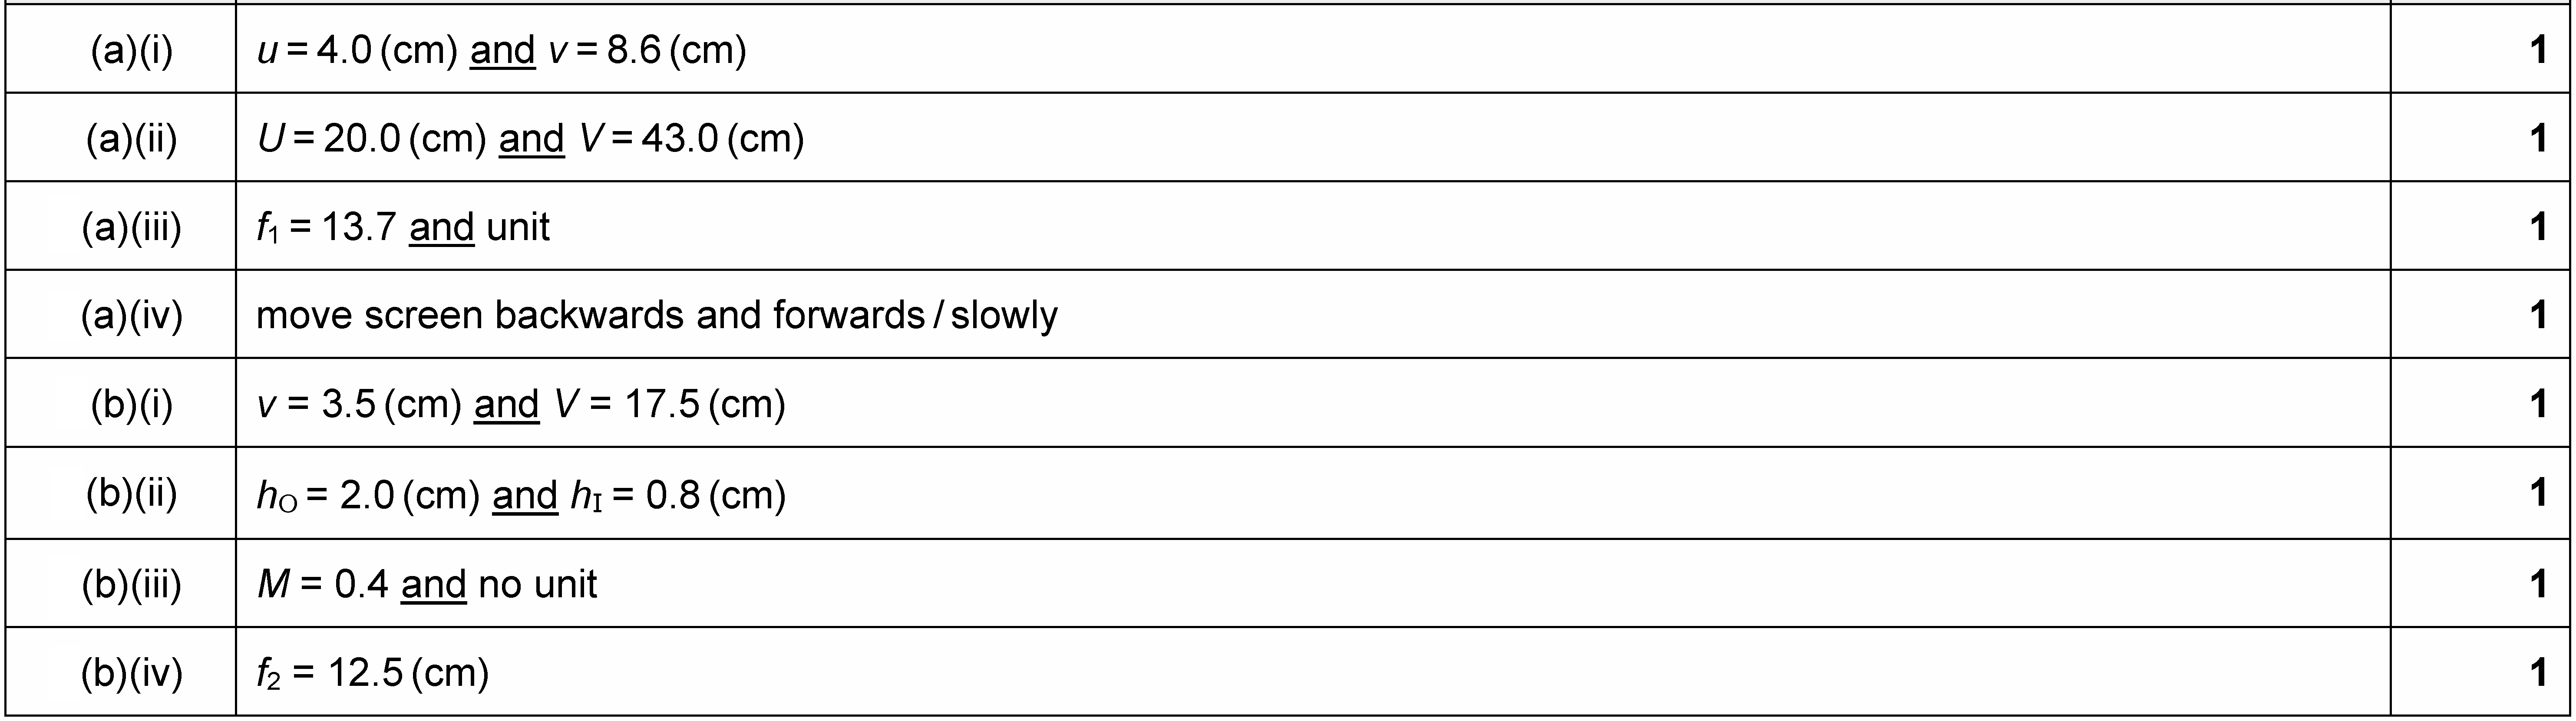 (a)(i) u = 4.0 (cm) and v = 8.6 (cm) 1
(a)(ii) U = 20.0 (cm) and V = 43.0 (cm) 1
(a)(iii) f₁ = 13.7 and unit 1
(a)(iv) move screen backwards and forwards / slowly 1
(b)(i) v = 3.5 (cm) and V = 17.5 (cm) 1
(b)(ii) h_O = 2.0 (cm) and h_I = 0.8 (cm) 1
(b)(iii) M = 0.4 and no unit 1
(b)(iv) f₂ = 12.5 (cm) 1